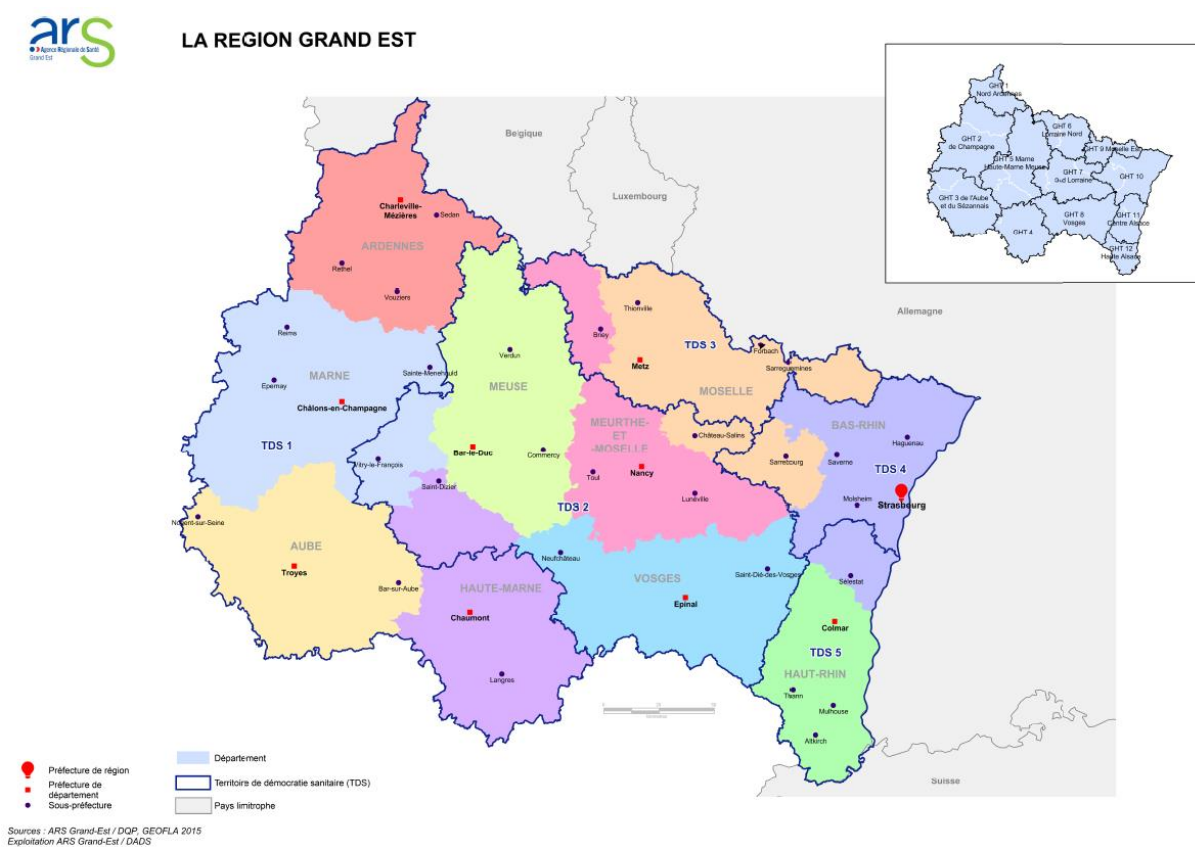 ars
Agence Régionale de Santé
Grand Est
LA REGION GRAND EST
GHT 1
Nord Ardennes
GHT 2
de Champagne
GHT 6
Lorraine Nord
GHT 9 Moselle Est
GHT 5 Marne
Haute-Marne Meuse
GHT 7
Sud Lorraine
GHT 10
GHT 3 de l'Aube
et du Sézannais
GHT 4
GHT 8
Vosges
GHT 11
Centre Alsace
GHT 12
Haute Alsace
Belgique
Luxembourg
Allemagne
Suisse
Charleville-
Mézières
Sedan
ARDENNES
Rethel
Vouziers
Reims
Epernay
MARNE
Sainte-Menehould
Châlons-en-Champagne
TDS 1
Vitry-le-François
Verdun
MEUSE
Bar-le-Duc
Commercy
Saint-Dizier
Briey
Thionville
TDS 3
Metz
Forbach
Sarreguemines
MOSELLE
MEURTHE-
ET
-MOSELLE
Château-Salins
Sarrebourg
Toul
Nancy
Lunéville
TDS 2
BAS-RHIN
Haguenau
Saverne
TDS 4
Molsheim
Strasbourg
Sélestat
Nogent-sur-Seine
AUBE
Troyes
Bar-sur-Aube
HAUTE-MARNE
Chaumont
Langres
Neufchâteau
VOSGES
Saint-Dié-des-Vosges
Epinal
Colmar
TDS 5
HAUT-RHIN
Thann
Mulhouse
Altkirch
Préfecture de région
Préfecture de
département
Sous-préfecture
Département
Territoire de démocratie sanitaire (TDS)
Pays limitrophe
Sources : ARS Grand-Est / DQP, GEOFLA 2015
Exploitation ARS Grand-Est / DADS